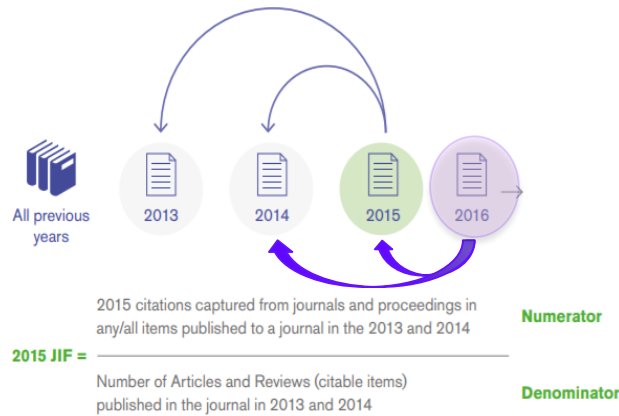 All previous
years
2013
2014
2015
2016
2015 citations captured from journals and proceedings in
any/all items published to a journal in the 2013 and 2014
Numerator
2015 JIF =
Number of Articles and Reviews (citable items)
published in the journal in 2013 and 2014
Denominator